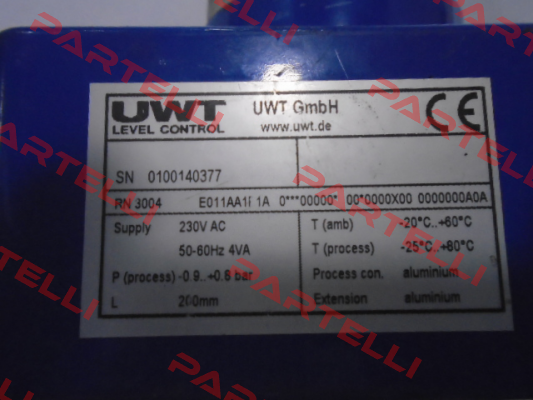 UWT
LEVEL CONTROL
UWT GmbH
www.uwt.de
CE
SN 0100140377
RN 3004 1A 0***00000* 00*0000X00 0000000A0A
Supply 230V AC
50-60Hz 4VA
P (process) -0.9..+0.8 bar
L 200mm
T (amb) -20°C..+60°C
T (process) -25°C..+80°C
Process con. aluminium
Extension aluminium
PARTELLI
PARTELLI
PARTELLI
PARTELLI
PARTELLI